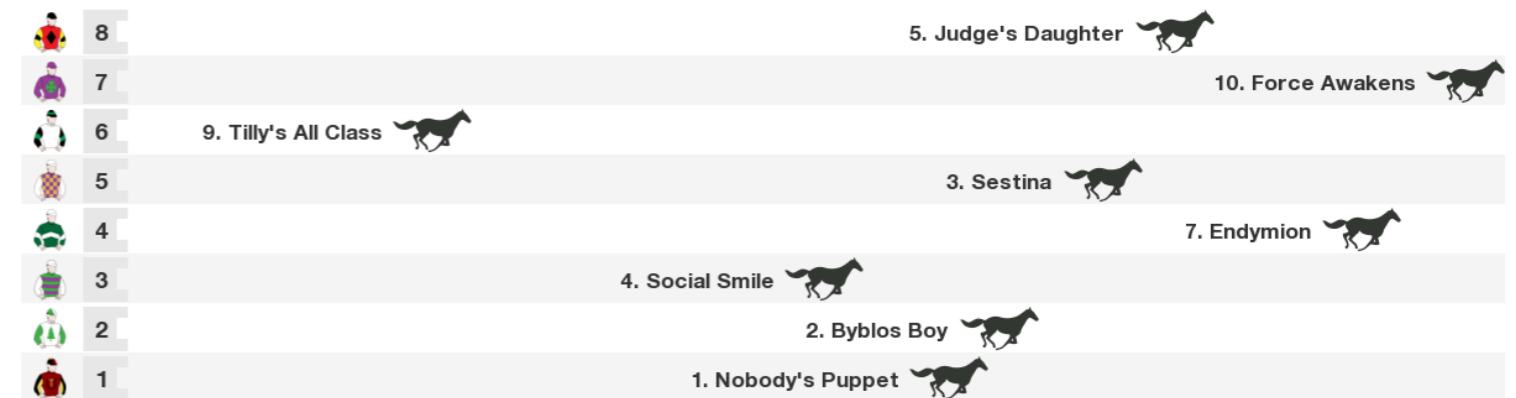 8 5. Judge's Daughter
7 10. Force Awakens
6 9. Tilly's All Class
5 3. Sestina
4 7. Endymion
3 4. Social Smile
2 2. Byblos Boy
1 1. Nobody's Puppet